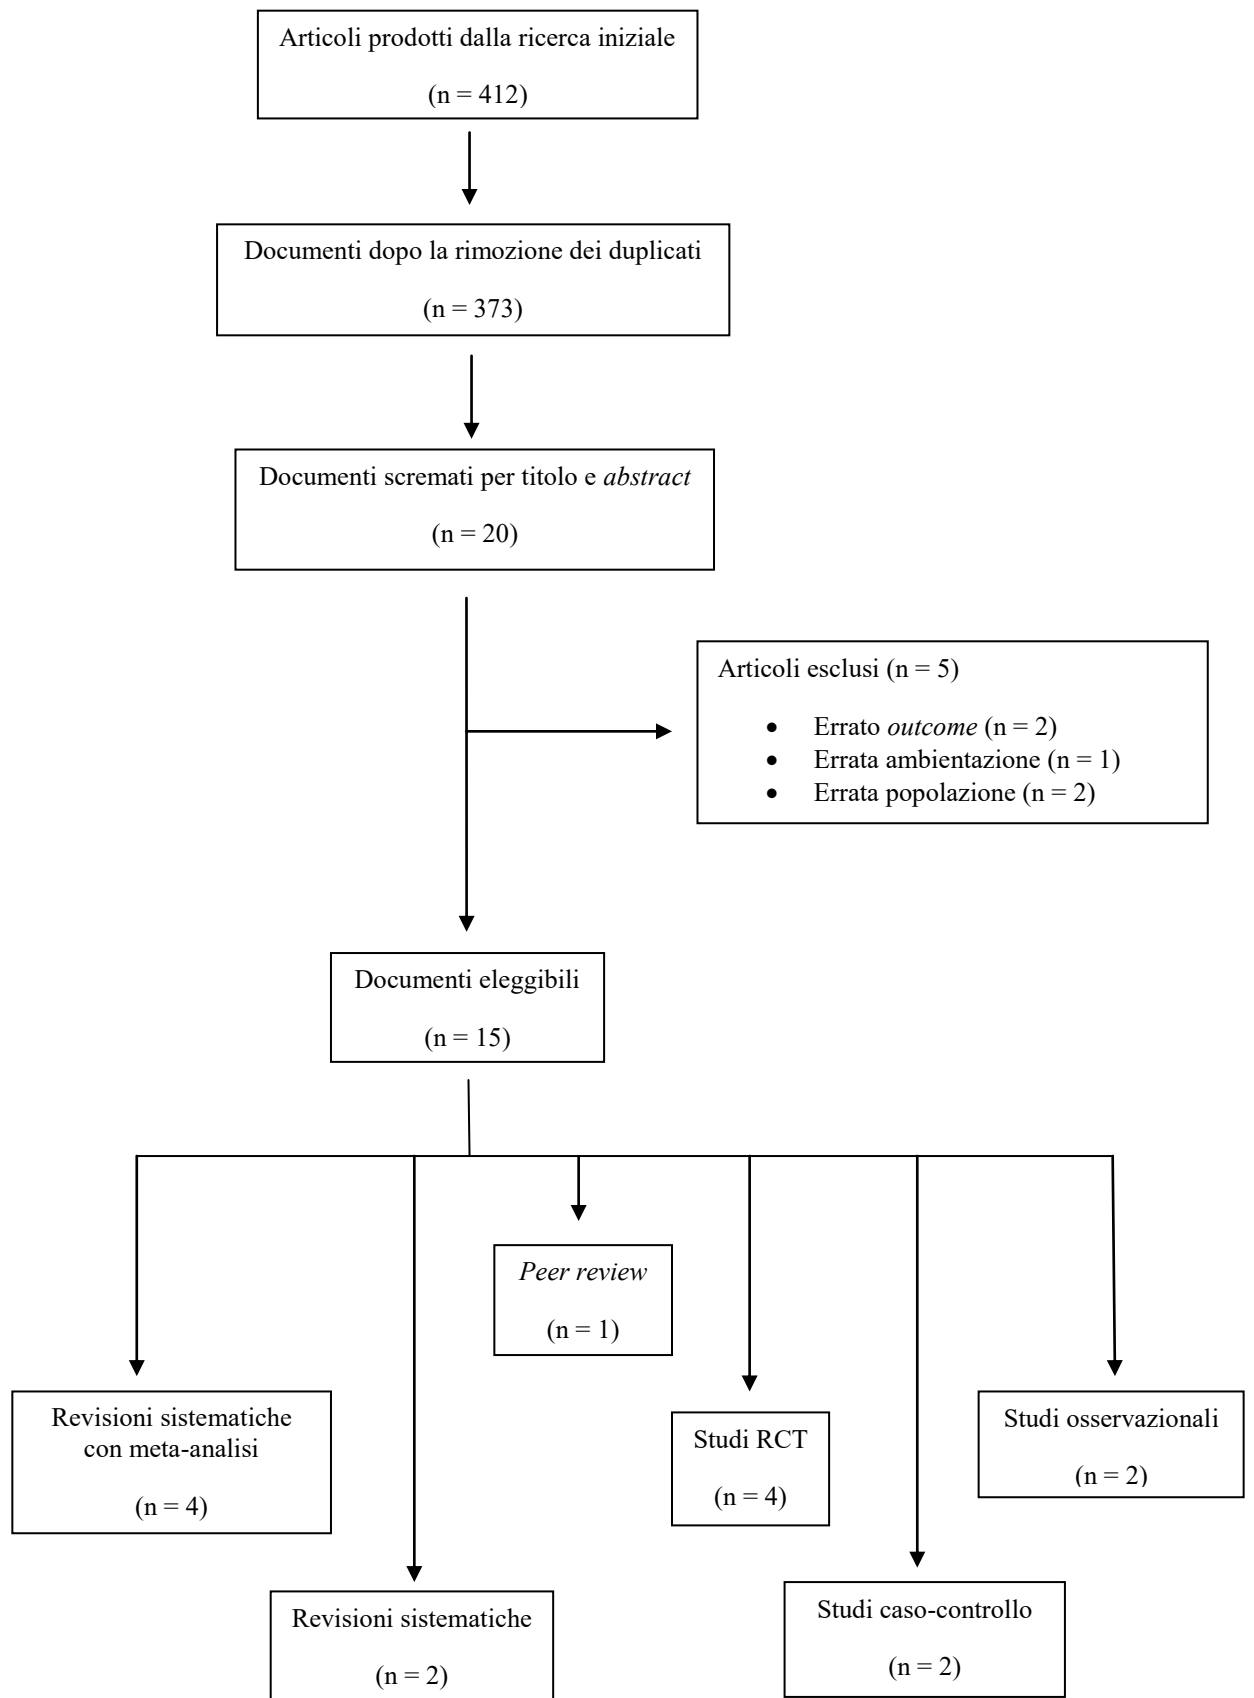 Articoli prodotti dalla ricerca iniziale
(n = 412)
Documenti dopo la rimozione dei duplicati
(n = 373)
Documenti scremati per titolo e abstract
(n = 20)
Articoli esclusi (n = 5)
• Errato outcome (n = 2)
• Errata ambientazione (n = 1)
• Errata popolazione (n = 2)
Documenti eleggibili
(n = 15)
Peer review
(n = 1)
Revisioni sistematiche
con meta-analisi
(n = 4)
Studi RCT
(n = 4)
Studi osservazionali
(n = 2)
Revisioni sistematiche
(n = 2)
Studi caso-controllo
(n = 2)